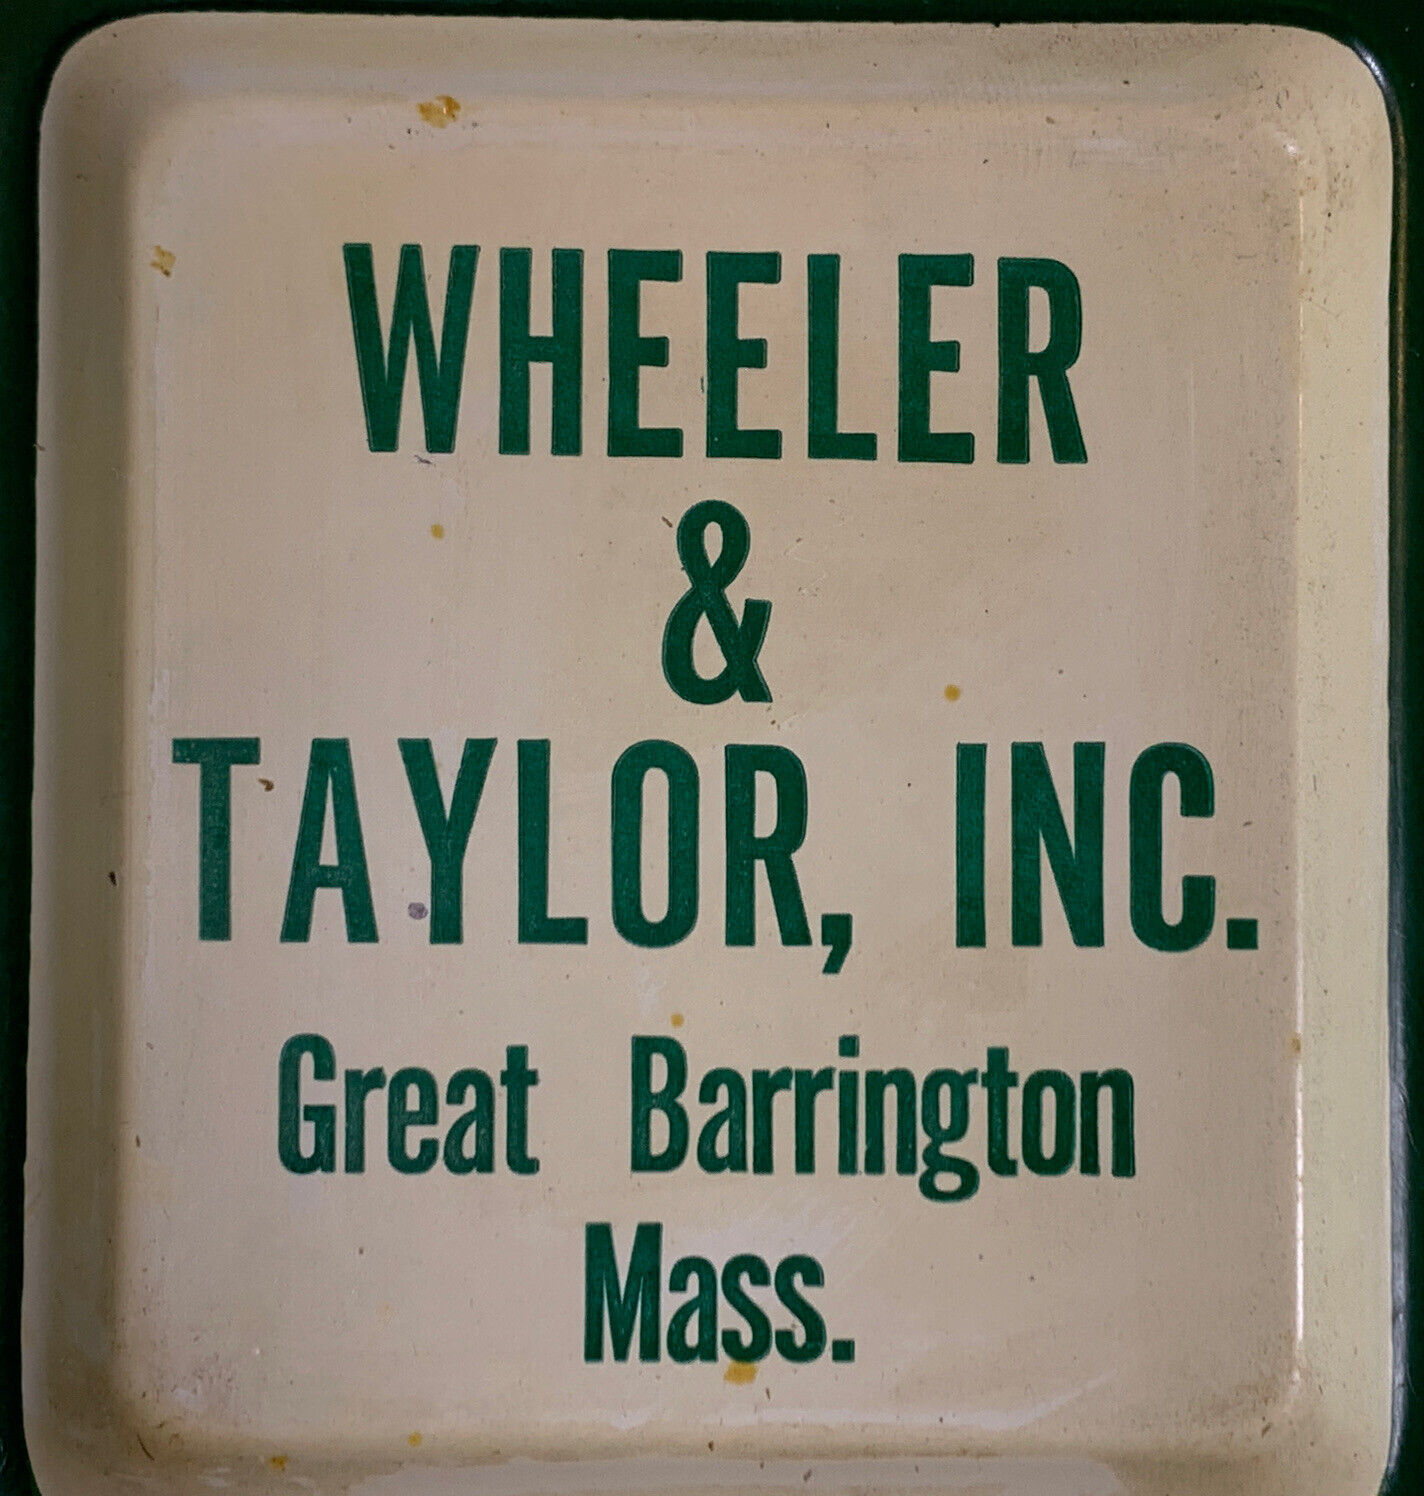 WHEELER
&
TAYLOR, INC.
Great Barrington
Mass.